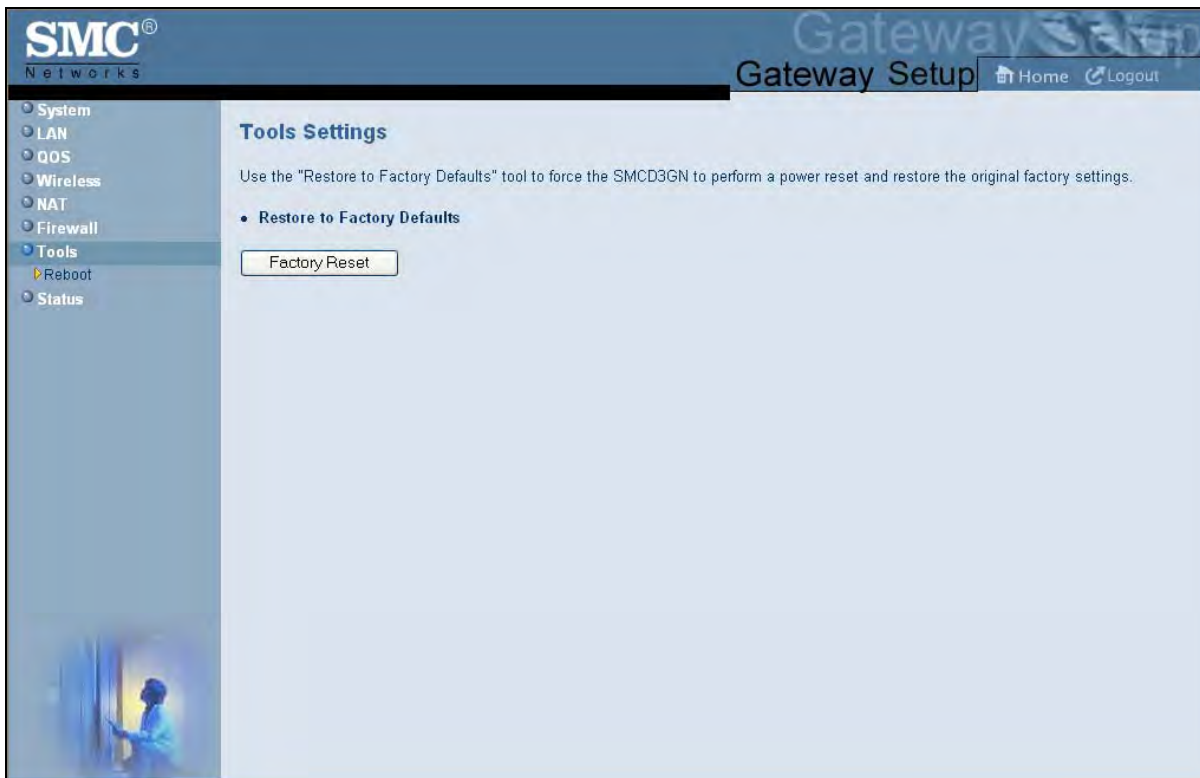 SMC®
Networks
Gateway Setup
Gateway Setup
Home
Logout
System
LAN
QOS
Wireless
NAT
Firewall
Tools
Reboot
Status
Tools Settings
Use the "Restore to Factory Defaults" tool to force the SMCD3GN to perform a power reset and restore the original factory settings.
• Restore to Factory Defaults
Factory Reset